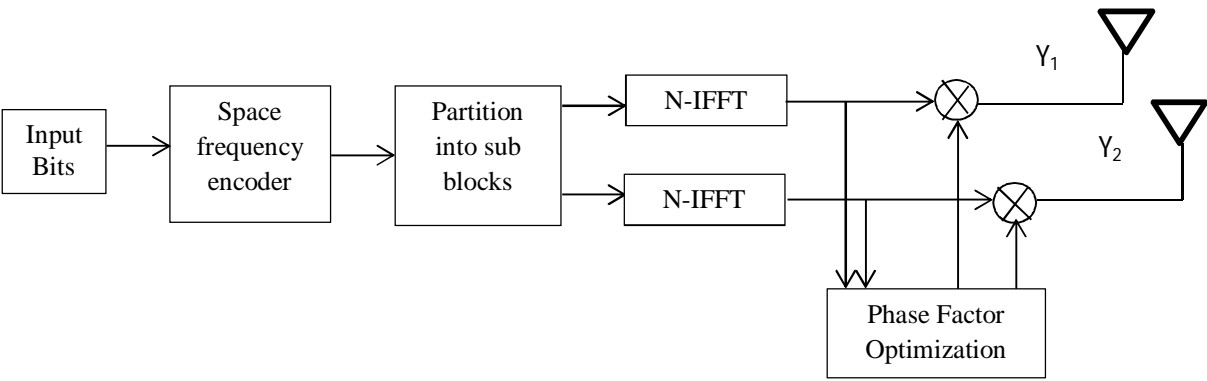 Input
Bits
Space
frequency
encoder
Partition
into sub
blocks
N-IFFT
N-IFFT
Y₁
Y₂
Phase Factor
Optimization